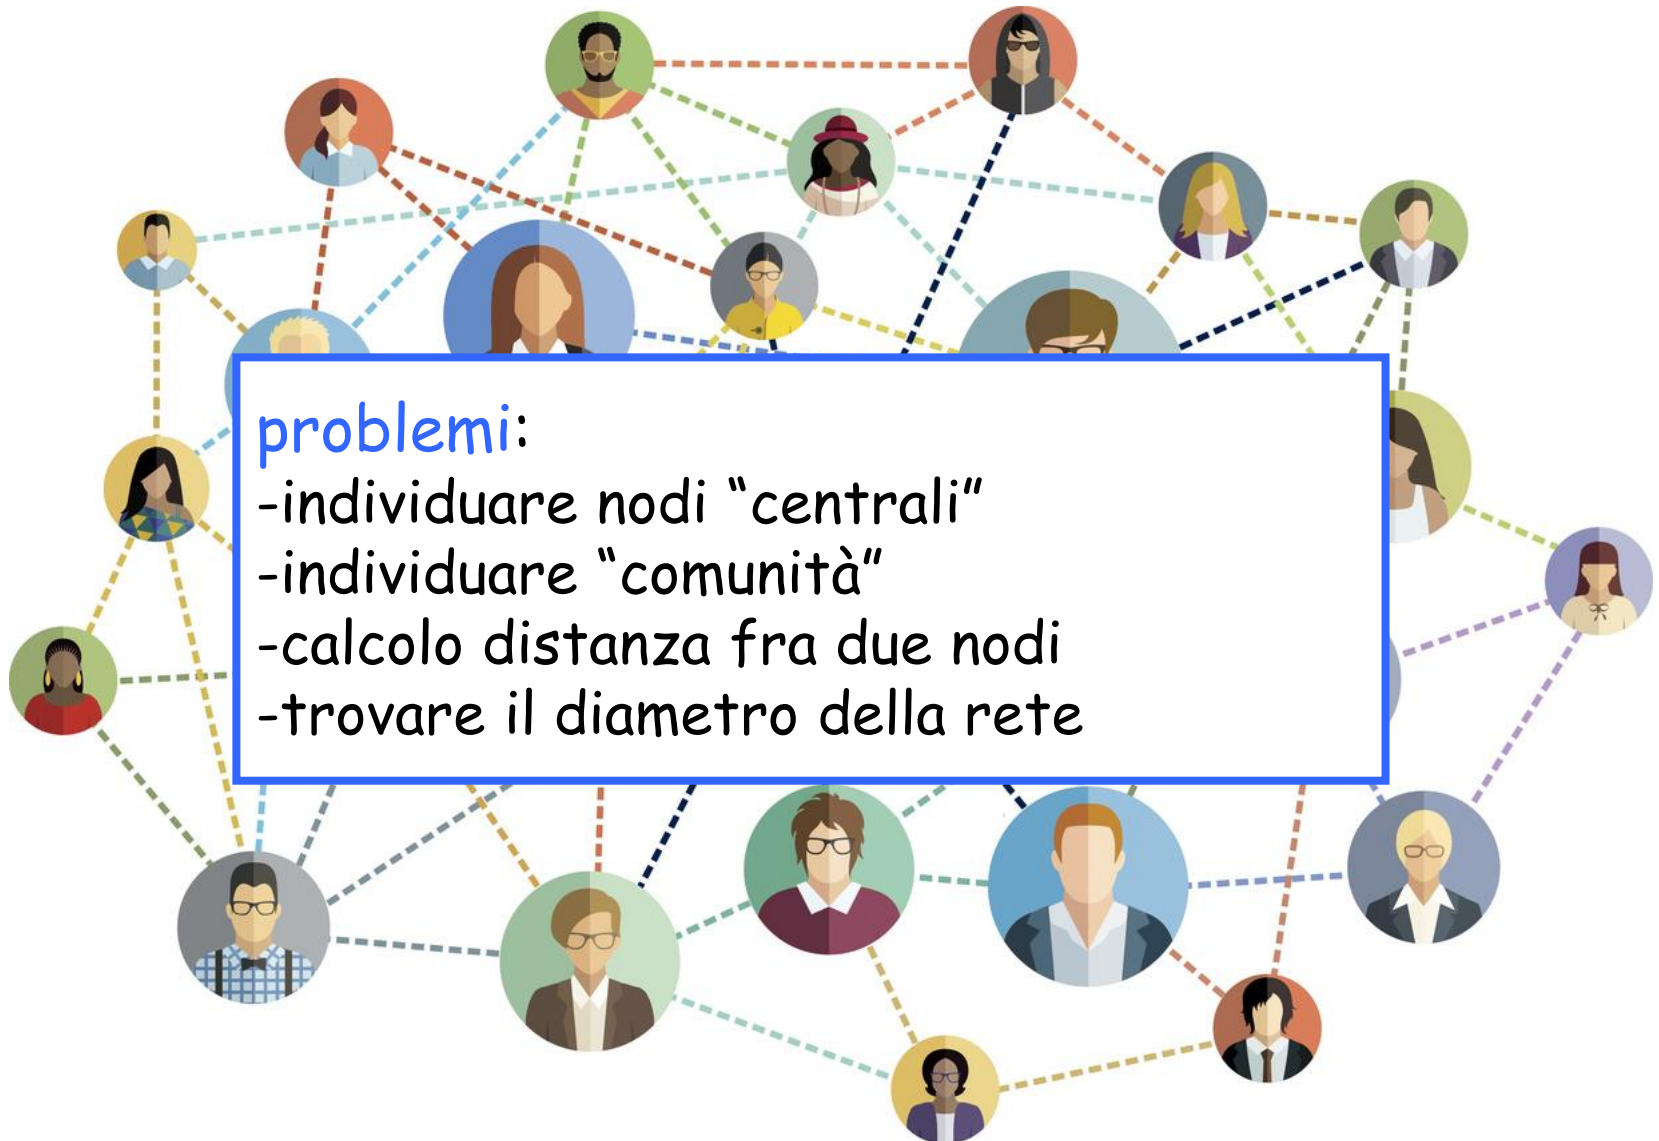 problemi:
-individuare nodi “centrali”
-individuare “comunità”
-calcolo distanza fra due nodi
-trovare il diametro della rete